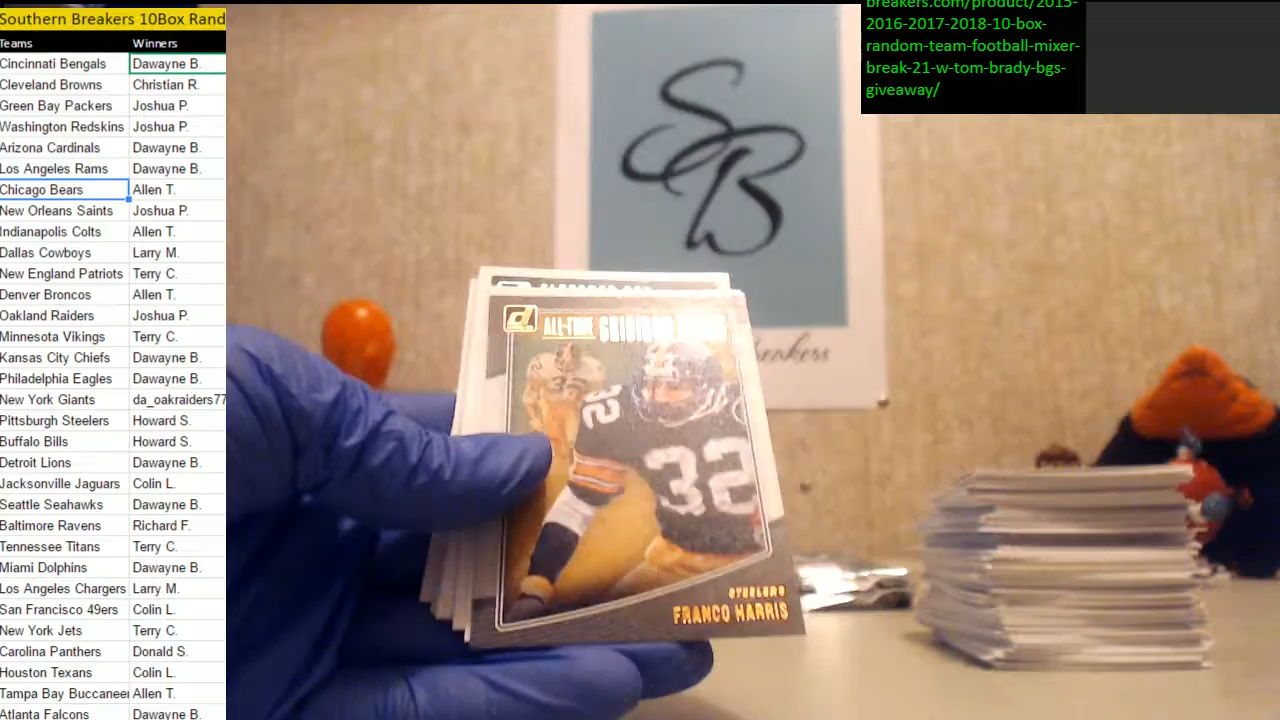 Southern Breakers 10Box Rand
Teams Winners
Cincinnati Bengals Dawayne B.
Cleveland Browns Christian R.
Green Bay Packers Joshua P.
Washington Redskins Joshua P.
Arizona Cardinals Dawayne B.
Los Angeles Rams Dawayne B.
Chicago Bears Allen T.
New Orleans Saints Joshua P.
Indianapolis Colts Allen T.
Dallas Cowboys Larry M.
New England Patriots Terry C.
Denver Broncos Allen T.
Oakland Raiders Joshua P.
Minnesota Vikings Terry C.
Kansas City Chiefs Dawayne B.
Philadelphia Eagles Dawayne B.
New York Giants da_oakraiders77
Pittsburgh Steelers Howard S.
Buffalo Bills Howard S.
Detroit Lions Dawayne B.
Jacksonville Jaguars Colin L.
Seattle Seahawks Dawayne B.
Baltimore Ravens Richard F.
Tennessee Titans Terry C.
Miami Dolphins Dawayne B.
Los Angeles Chargers Larry M.
San Francisco 49ers Colin L.
New York Jets Terry C.
Carolina Panthers Donald S.
Houston Texans Colin L.
Tampa Bay Buccaneer Allen T.
Atlanta Falcons Dawayne B.
breakers.com/product/2015-
2016-2017-2018-10-box-
random-team-football-mixer-
break-21-w-tom-brady-bgs-
giveaway/
SB
d
ALL-TIME
32
32
32
STEELERS
FRANCO HARRIS